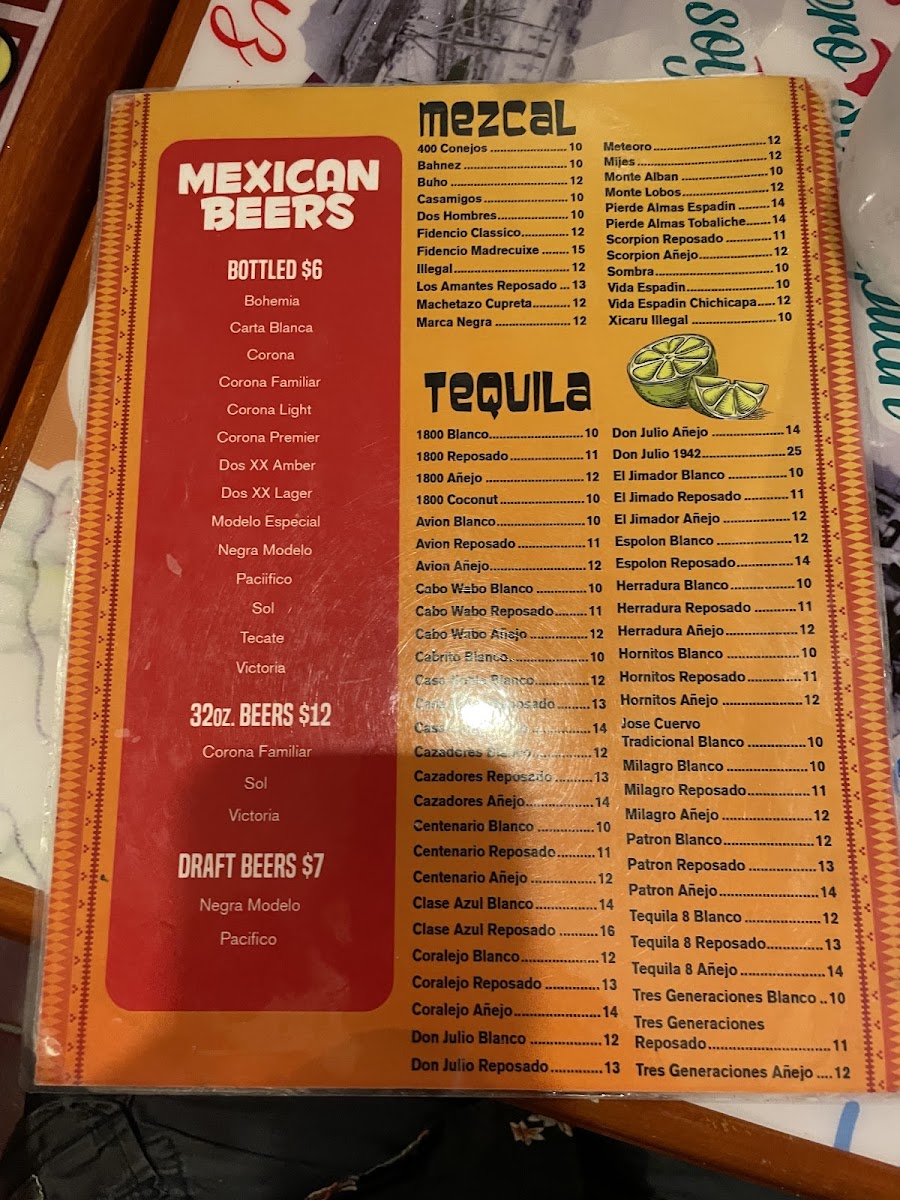 MEXICAN
BEERS
BOTTLED $6
Bohemia
Carta Blanca
Corona
Corona Familiar
Corona Light
Corona Premier
Dos XX Amber
Dos XX Lager
Modelo Especial
Negra Modelo
Paciifico
Sol
Tecate
Victoria
32oz. BEERS $12
Corona Familiar
Sol
Victoria
DRAFT BEERS $7
Negra Modelo
Pacifico
Mezcal
400 Conejos ........................ 10
Bahnez ................................ 10
Buho .................................... 12
Casamigos .......................... 10
Dos Hombres...................... 10
Fidencio Classico................ 12
Fidencio Madrecuixe ........ 15
Illegal................................... 12
Los Amantes Reposado ... 13
Machetazo Cupreta............ 12
Marca Negra ....................... 12
Meteoro ............................... 12
Mijes .................................... 12
Monte Alban ....................... 10
Monte Lobos....................... 12
Pierde Almas Espadin ....... 14
Pierde Almas Tobaliche...... 14
Scorpion Reposado ............ 11
Scorpion Añejo................... 12
Sombra................................ 10
Vida Espadin....................... 10
Vida Espadin Chichicapa.... 12
Xicaru Illegal ...................... 10
Tequila
1800 Blanco......................... 10
1800 Reposado.................... 11
1800 Añejo .......................... 12
1800 Coconut ...................... 10
Avion Blanco....................... 10
Avion Reposado .................. 11
Avion Añejo......................... 12
Cabo Wabo Blanco ............. 10
Cabo Wabo Reposado......... 11
Cabo Wabo Añejo ............... 12
Cabrito Blanco..................... 10
Casa Blanco................... 12
13
14
Cazadores Blanco............... 12
Cazadores Reposado .......... 13
Cazadores Añejo................. 14
Centenario Blanco .............. 10
Centenario Reposado.......... 11
Centenario Añejo ................ 12
Clase Azul Blanco................ 14
Clase Azul Reposado .......... 16
Coralejo Blanco................... 12
Coralejo Reposado .............. 13
Coralejo Añejo..................... 14
Don Julio Blanco ................. 12
Don Julio Reposado............. 13
Don Julio Añejo ................... 14
Don Julio 1942..................... 25
El Jimador Blanco ............... 10
El Jimado Reposado ........... 11
El Jimador Añejo ................. 12
Espolon Blanco ................... 12
Espolon Reposado............... 14
Herradura Blanco................ 10
Herradura Reposado .......... 11
Herradura Añejo.................. 12
Hornitos Blanco .................. 10
Hornitos Reposado.............. 11
Hornitos Añejo .................... 12
Jose Cuervo
Tradicional Blanco .............. 10
Milagro Blanco .................... 10
Milagro Reposado............... 11
Milagro Añejo ..................... 12
Patron Blanco...................... 12
Patron Reposado ................ 13
Patron Añejo....................... 14
Tequila 8 Blanco ................. 12
Tequila 8 Reposado............. 13
Tequila 8 Añejo ................... 14
Tres Generaciones Blanco .. 10
Tres Generaciones
Reposado............................. 11
Tres Generaciones Añejo .... 12